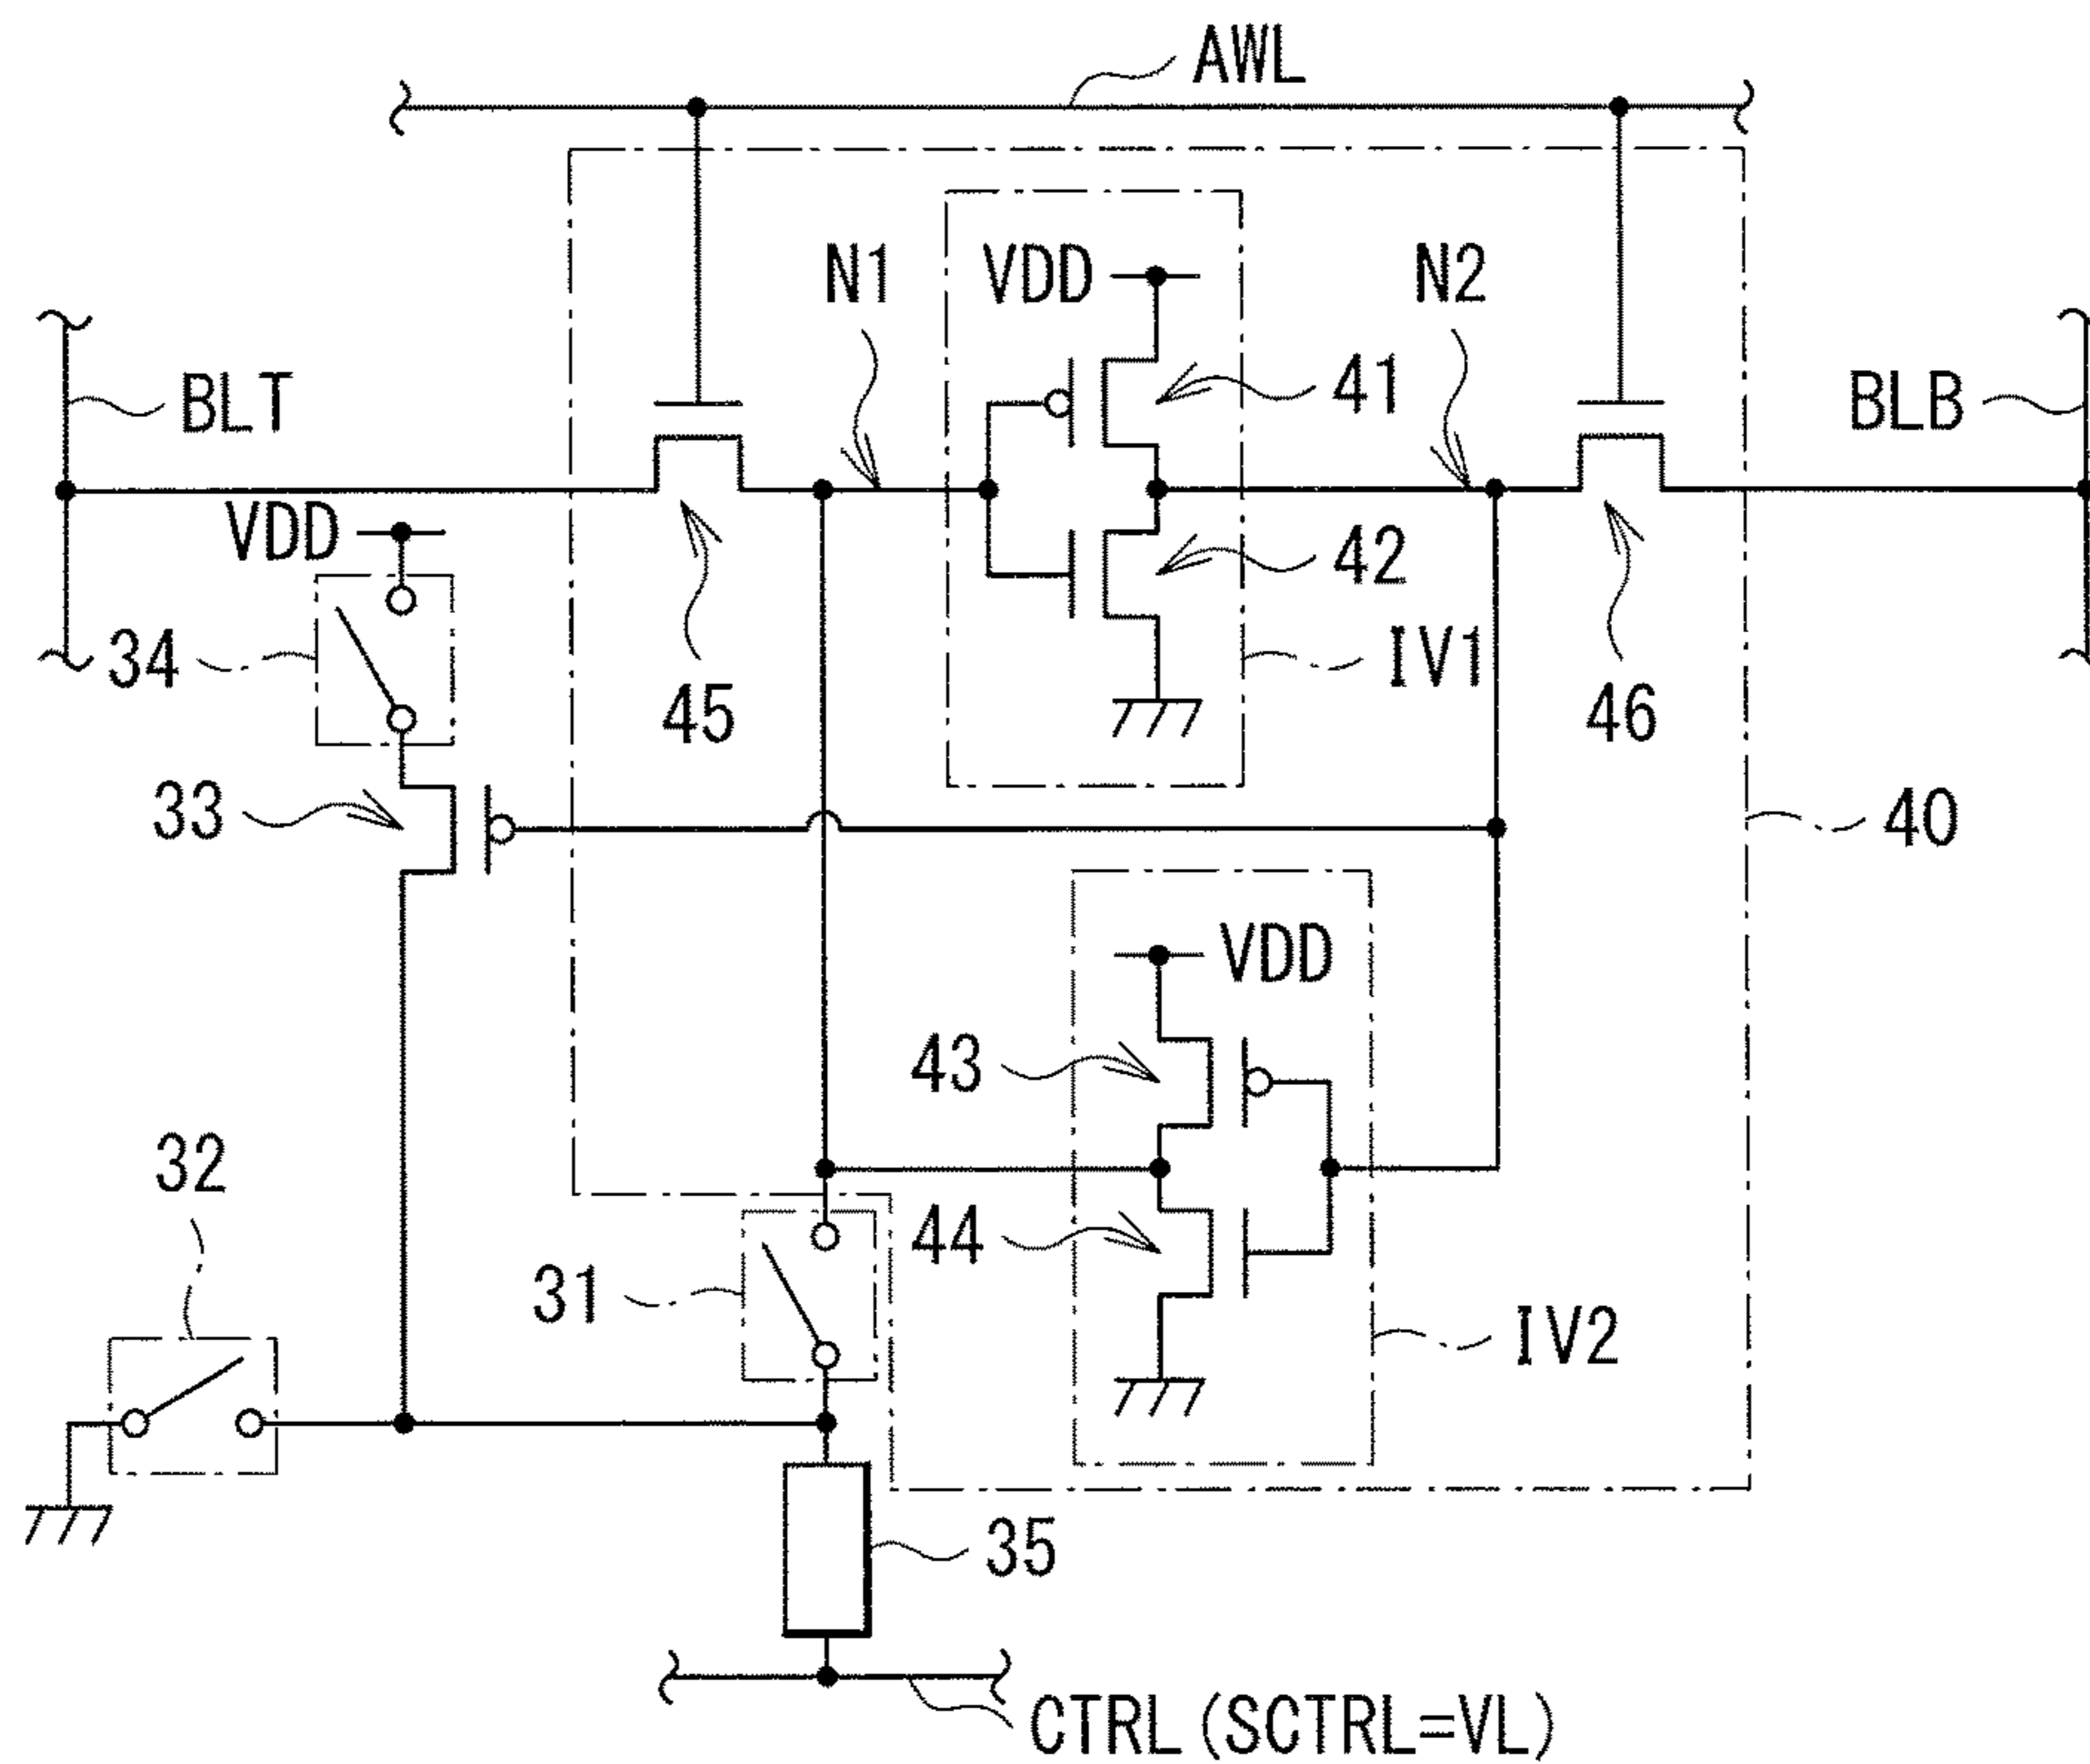 AWL
N1
VDD
N2
BLT
41
BLB
VDD
42
34
45
IV1
46
33
40
VDD
43
32
44
31
IV2
35
CTRL(SCTRL=VL)